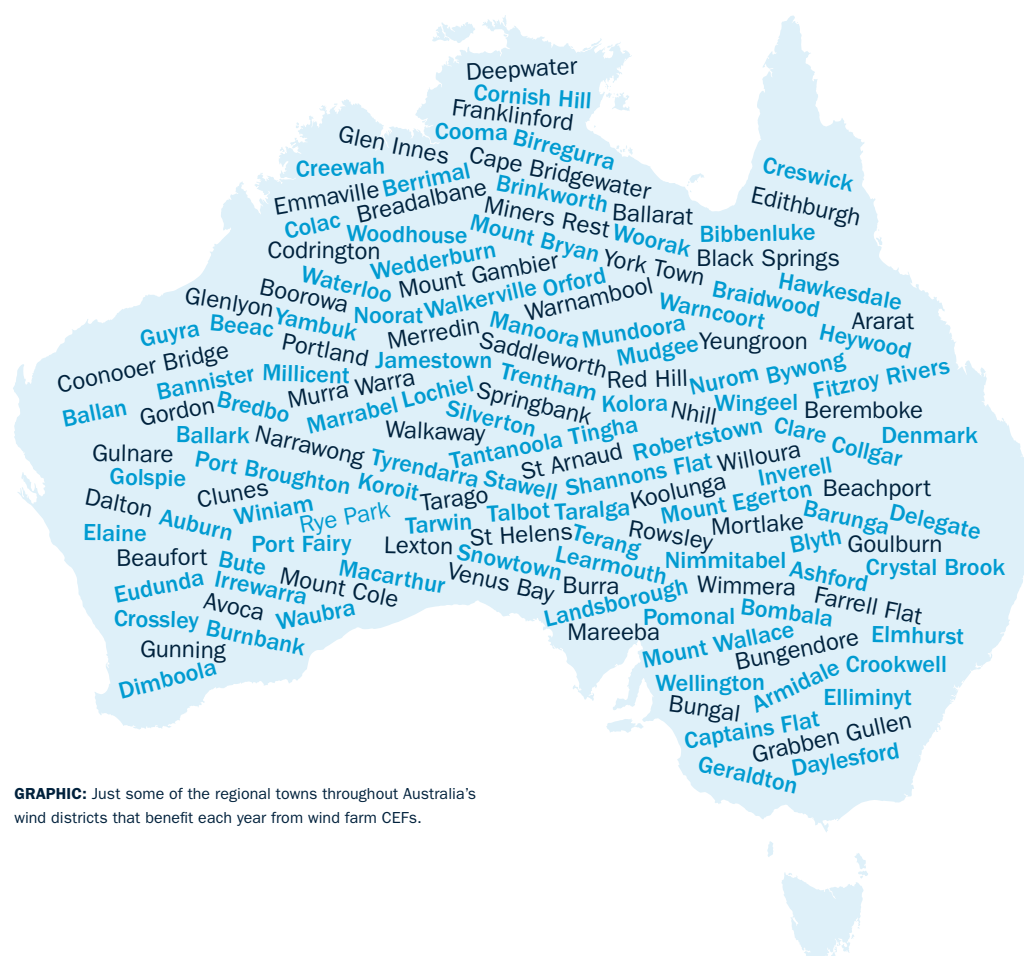 Deepwater
Cornish Hill
Franklinford
Cooma Birregurra
Glen Innes
Cape Bridgewater
Creewah
Creswick
Emmaville Berrimal
Brinkworth
Edithburgh
Breadalbane
Miners Rest Ballarat
Colac Woodhouse
Mount Bryan Woorak Bibbenluke
Codrington
Wedderburn
York Town Black Springs
Waterloo Mount Gambier
Hawkesdale
Glenlyon Boorowa
Walkerville Orford
Braidwood
Noorat
Warnambool
Warncoort
Ararat
Guyra Beeac Yambuk
Merredin Manoora Mundoora
Heywood
Coonooer Bridge
Portland Jamestown
Saddleworth Mudgee Yeungroon
Bannister Millicent
Trentham Red Hill Nurom Bywong
Fitzroy Rivers
Murra Warra
Ballan Gordon Bredbo
Marrabel Lochiel Springbank
Kolora Nhill Wingeel Beremboke
Silverton
Ballark Narrawong Walkaway
Tantanoola Tingha
Robertstown Clare Collgar Denmark
Gulnare
Golspie Port Broughton Koroit
Tyrendarra Stawell St Arnaud
Shannons Flat Willoura
Inverell
Dalton Clunes
Tarago
Talbot Taralga Koolunga
Mount Egerton Beachport
Elaine Auburn Winiam Rye Park
Tarwin St Helens Terang
Rowsley Mortlake Barunga Delegate
Port Fairy Lexton
Blyth Goulburn
Beaufort Bute
Snowtown Learmouth
Nimmitabel Ashford Crystal Brook
Eudunda Irrewarra Mount Cole Macarthur
Venus Bay Burra
Wimmera Farrell Flat
Crossley Avoca Waubra
Landsborough
Pomonal Bombala
Burnbank
Mareeba
Elmhurst
Gunning
Mount Wallace Bungendore
Crookwell
Dimboola
Wellington Armidale
Elliminyt
Bungal
Captains Flat
Grabben Gullen
Geraldton Daylesford
GRAPHIC: Just some of the regional towns throughout Australia's
wind districts that benefit each year from wind farm CEFs.